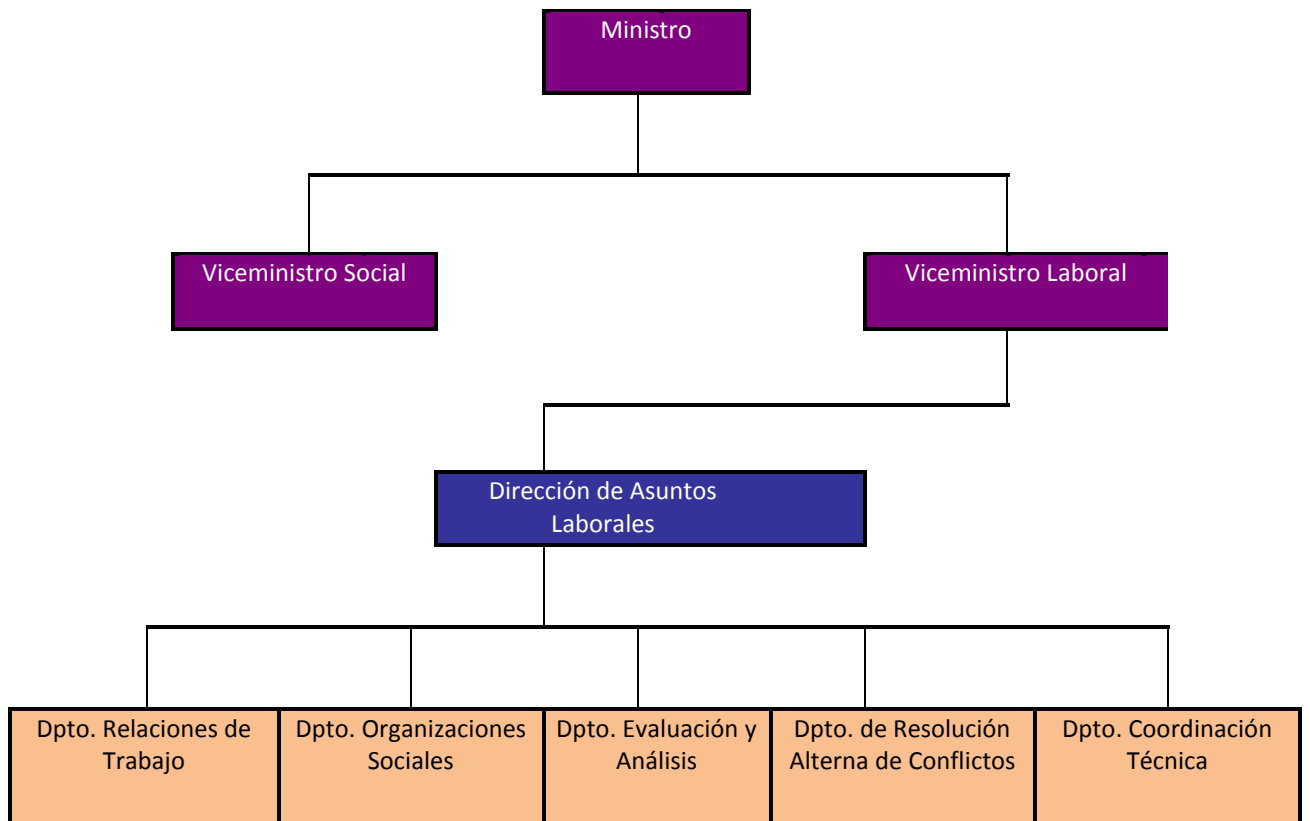 Ministro
Viceministro Social
Viceministro Laboral
Dirección de Asuntos
Laborales
Dpto. Relaciones de
Trabajo
Dpto. Organizaciones
Sociales
Dpto. Evaluación y
Análisis
Dpto. de Resolución
Alterna de Conflictos
Dpto. Coordinación
Técnica